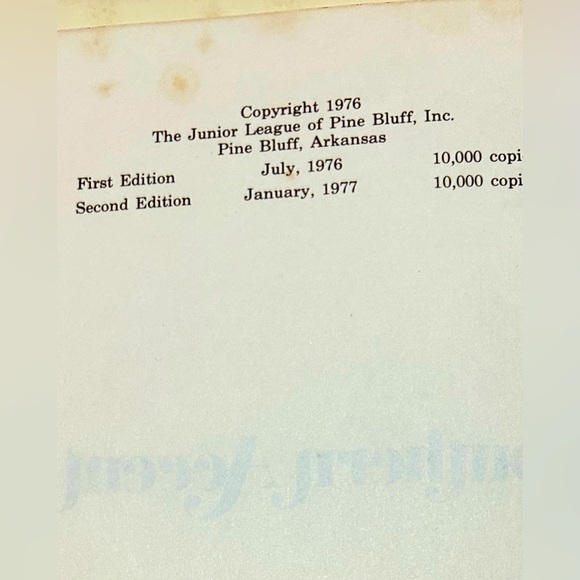 Copyright 1976
The Junior League of Pine Bluff, Inc.
Pine Bluff, Arkansas
First Edition July, 1976 10,000 copi
Second Edition January, 1977 10,000 copi